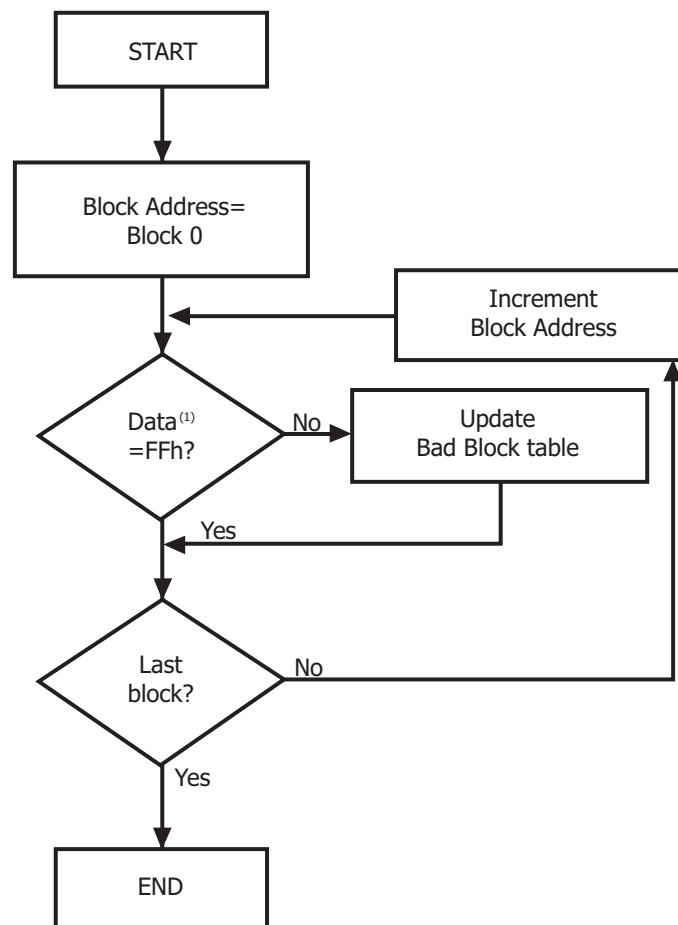 START
Block Address=
Block 0
Increment
Block Address
Data(1)
=FFh?
No
Update
Bad Block table
Yes
Last
block?
No
Yes
END